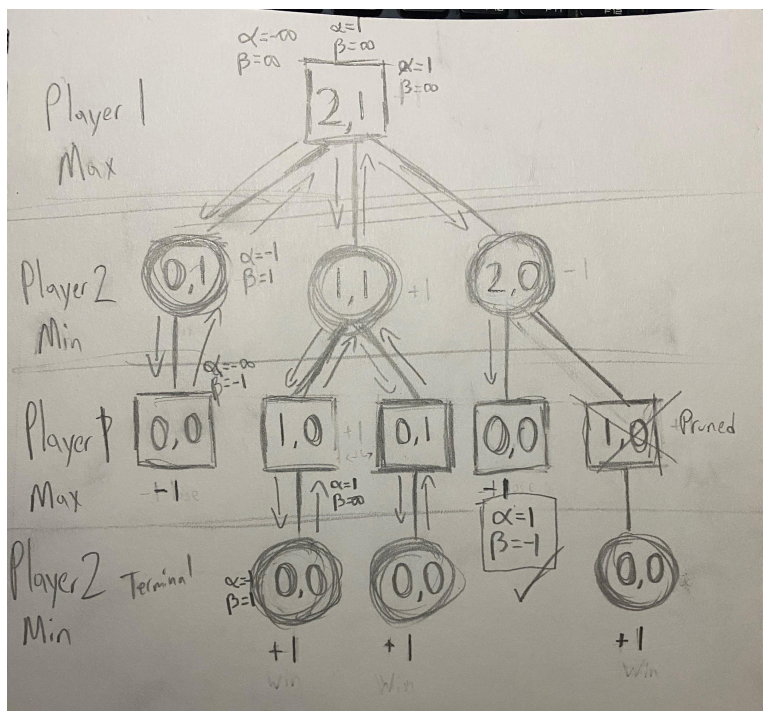 α=-∞
β=∞
α=1
β=∞
α=1
β=∞
Player 1
Max
2,1
Player 2
Min
0,1
α=-1
β=1
1,1
+1
2,0
-1
α=-∞
β=-1
Player 1
Max
0,0
-1
1,0
+1
0,1
0,0
-1
1,0
Pruned
α=1
β=∞
α=1
β=-1
Player 2 Terminal
Min
α=-1
β=1
0,0
+1
Win
0,0
+1
Win
0,0
+1
Win